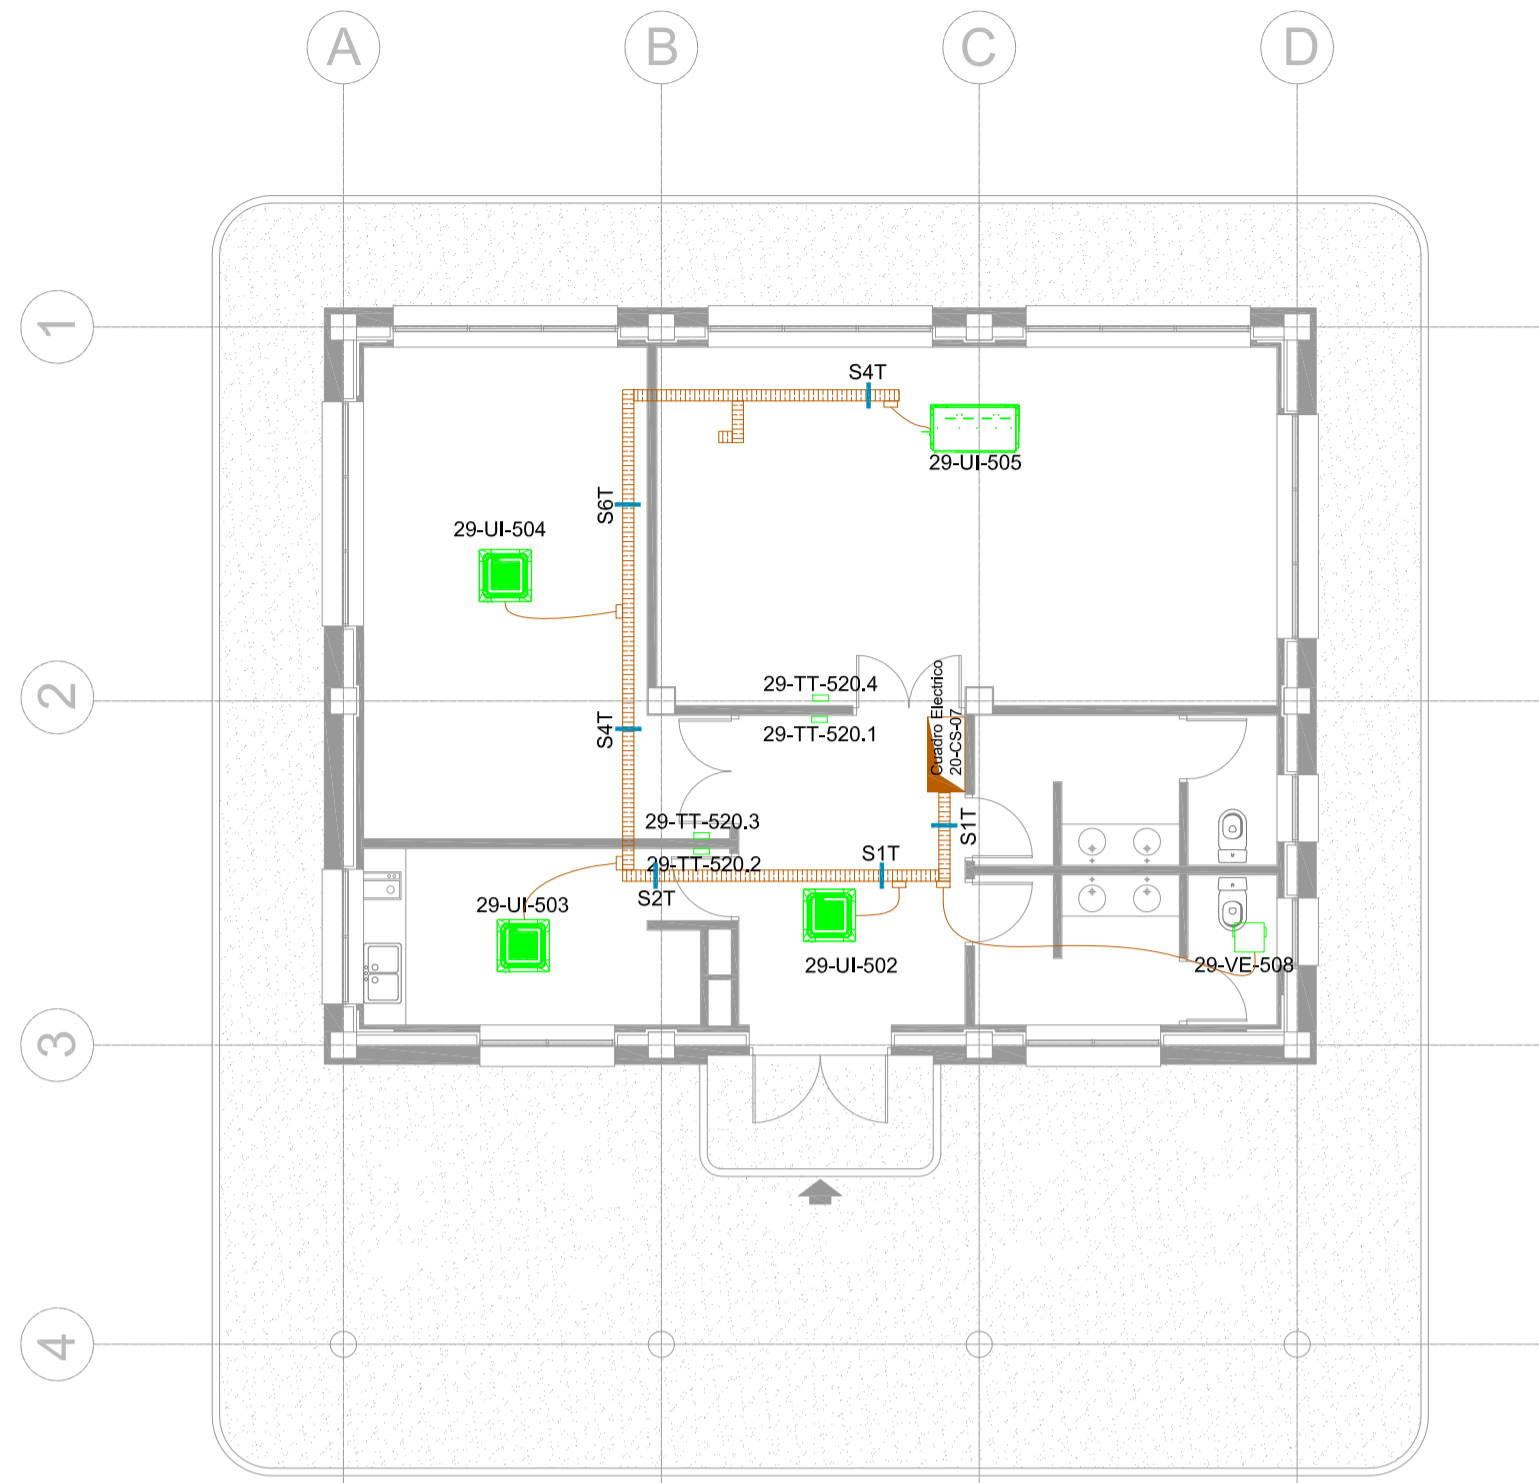 A
B
C
D
1
S4T
29-UI-505
S6T
29-UI-504
2
29-TT-520.4
Cuadro Electrico
20-CS-07
29-TT-520.1
S4T
29-TT-520.3
S1T
S1T
29-TT-520.2
S2T
29-UI-503
29-UI-502
29-VE-508
3
4